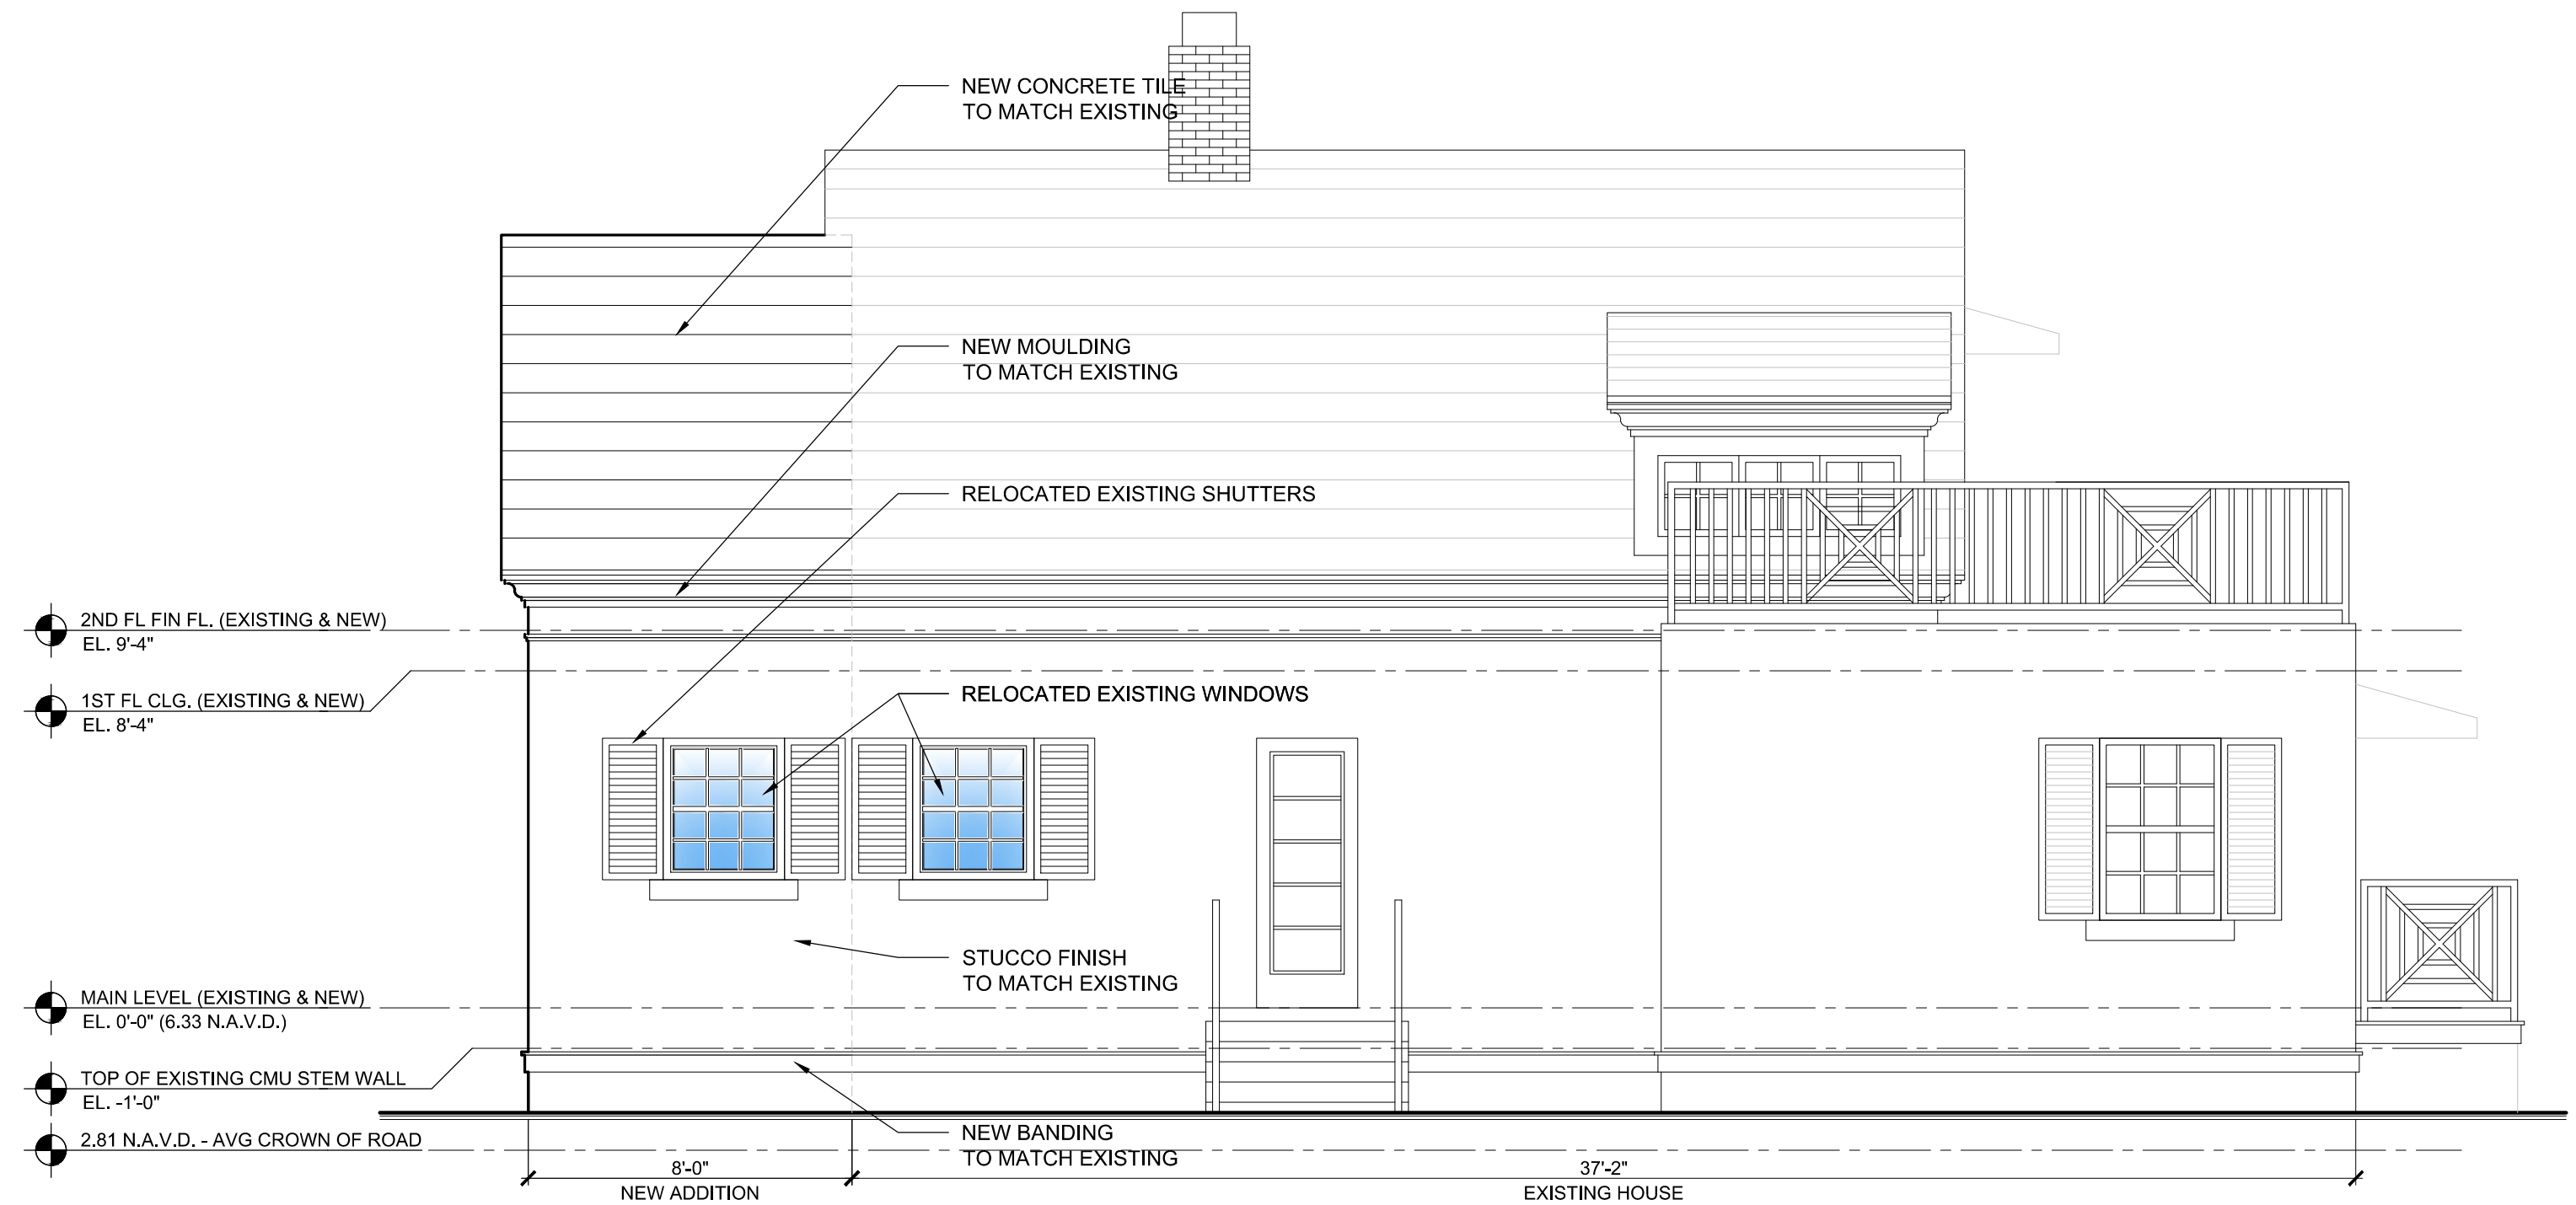 NEW CONCRETE TILE
TO MATCH EXISTING
NEW MOULDING
TO MATCH EXISTING
RELOCATED EXISTING SHUTTERS
2ND FL FIN FL. (EXISTING & NEW)
EL. 9'-4"
1ST FL CLG. (EXISTING & NEW)
EL. 8'-4"
RELOCATED EXISTING WINDOWS
STUCCO FINISH
TO MATCH EXISTING
MAIN LEVEL (EXISTING & NEW)
EL. 0'-0" (6.33 N.A.V.D.)
TOP OF EXISTING CMU STEM WALL
EL. -1'-0"
2.81 N.A.V.D. - AVG CROWN OF ROAD
NEW BANDING
TO MATCH EXISTING
8'-0"
NEW ADDITION
37'-2"
EXISTING HOUSE